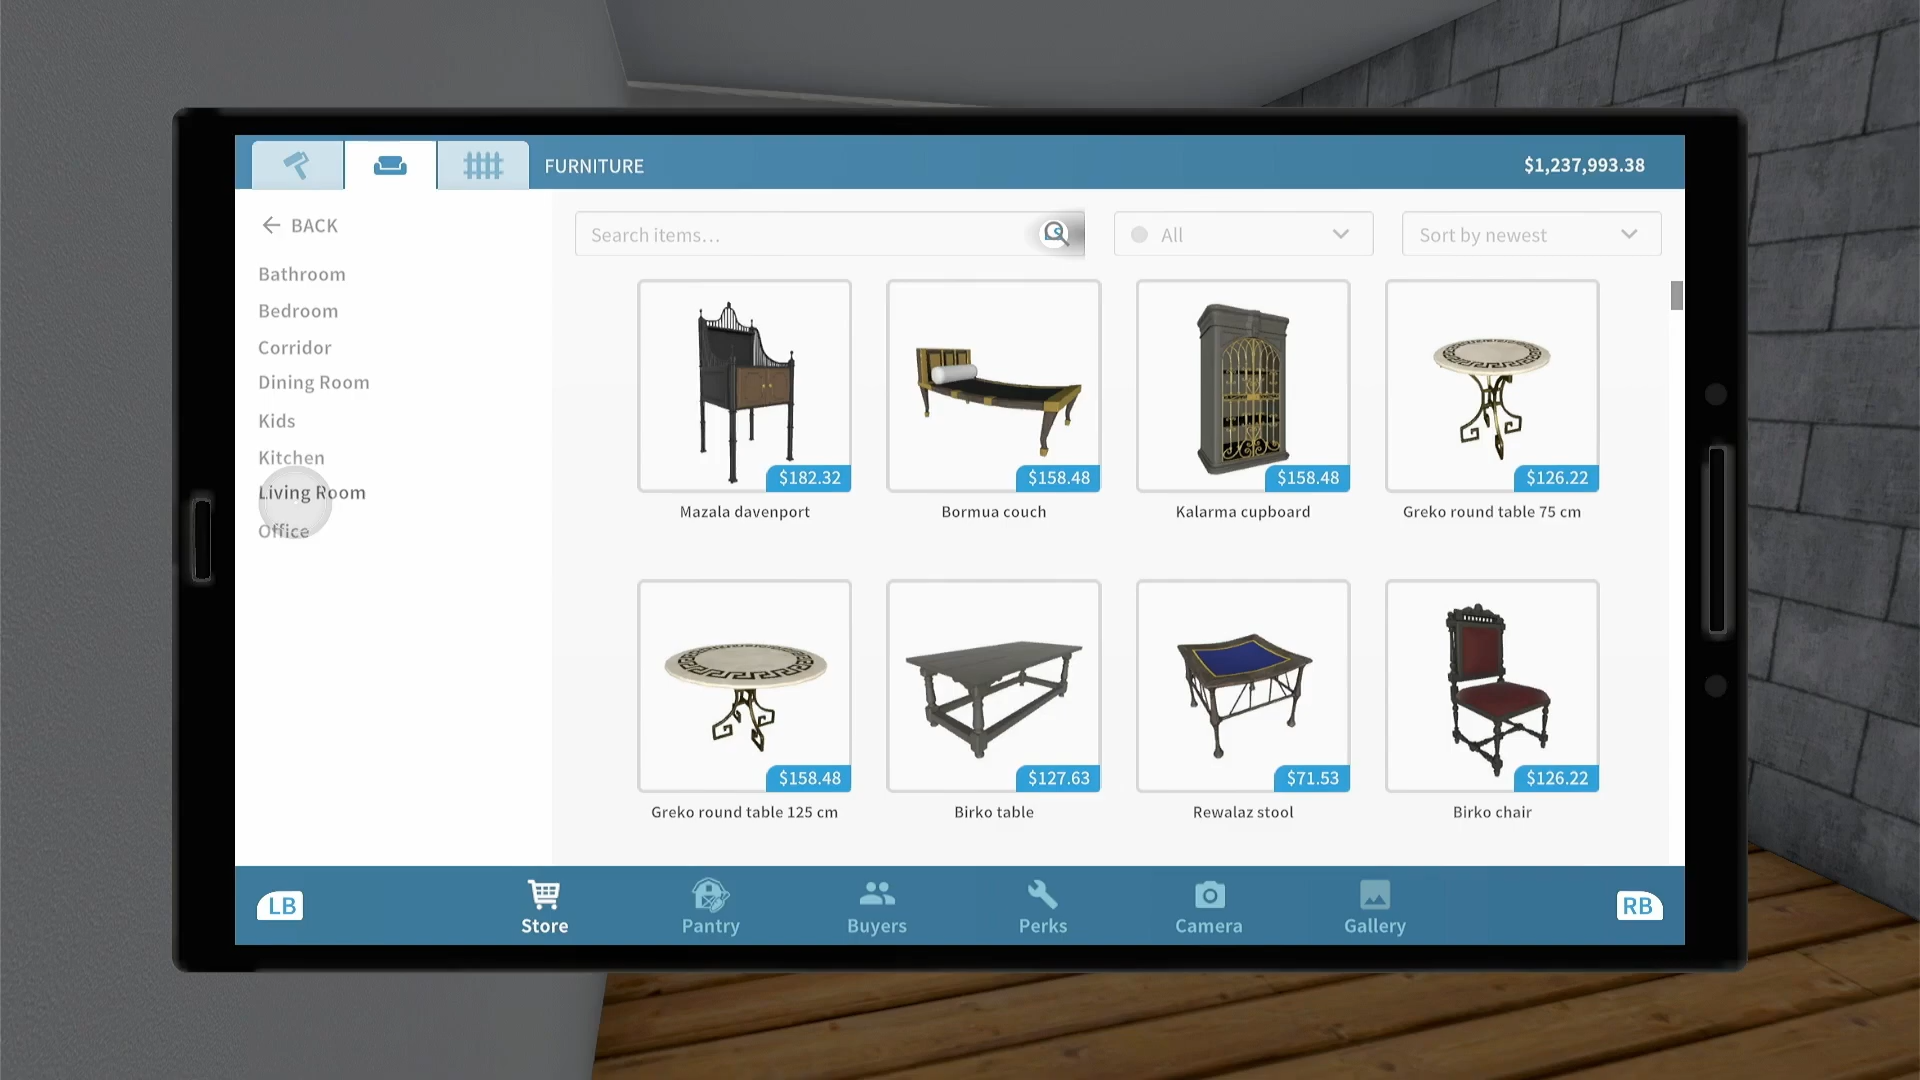 FURNITURE
$1,237,993.38
BACK
Search items...
All
Sort by newest
Bathroom
Bedroom
Corridor
Dining Room
Kids
Kitchen
Living Room
Office
$182.32
$158.48
$158.48
$126.22
Mazala davenport
Bormua couch
Kalarma cupboard
Greko round table 75 cm
$158.48
$127.63
$71.53
$126.22
Greko round table 125 cm
Birko table
Rewalaz stool
Birko chair
LB
Store
Pantry
Buyers
Perks
Camera
Gallery
RB